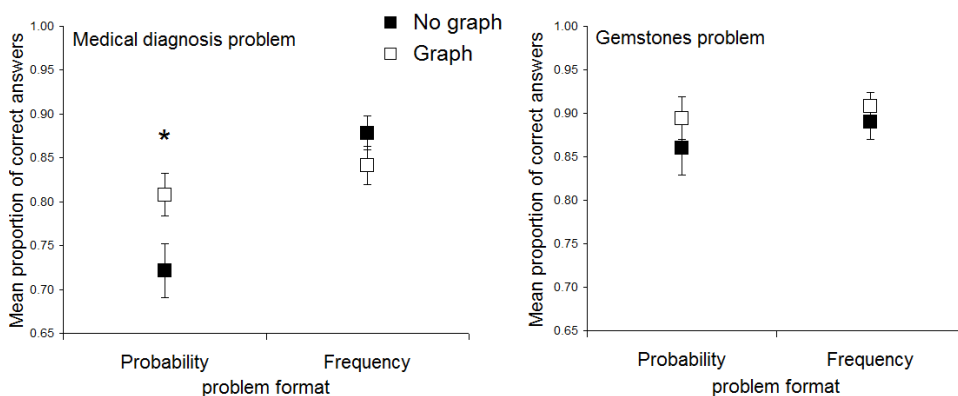 Medical diagnosis problem
No graph
Graph
Mean proportion of correct answers
1.00
0.95
0.90
0.85
0.80
0.75
0.70
0.65
*
Probability Frequency
problem format
Gemstones problem
Mean proportion of correct answers
1.00
0.95
0.90
0.85
0.80
0.75
0.70
0.65
Probability Frequency
problem format